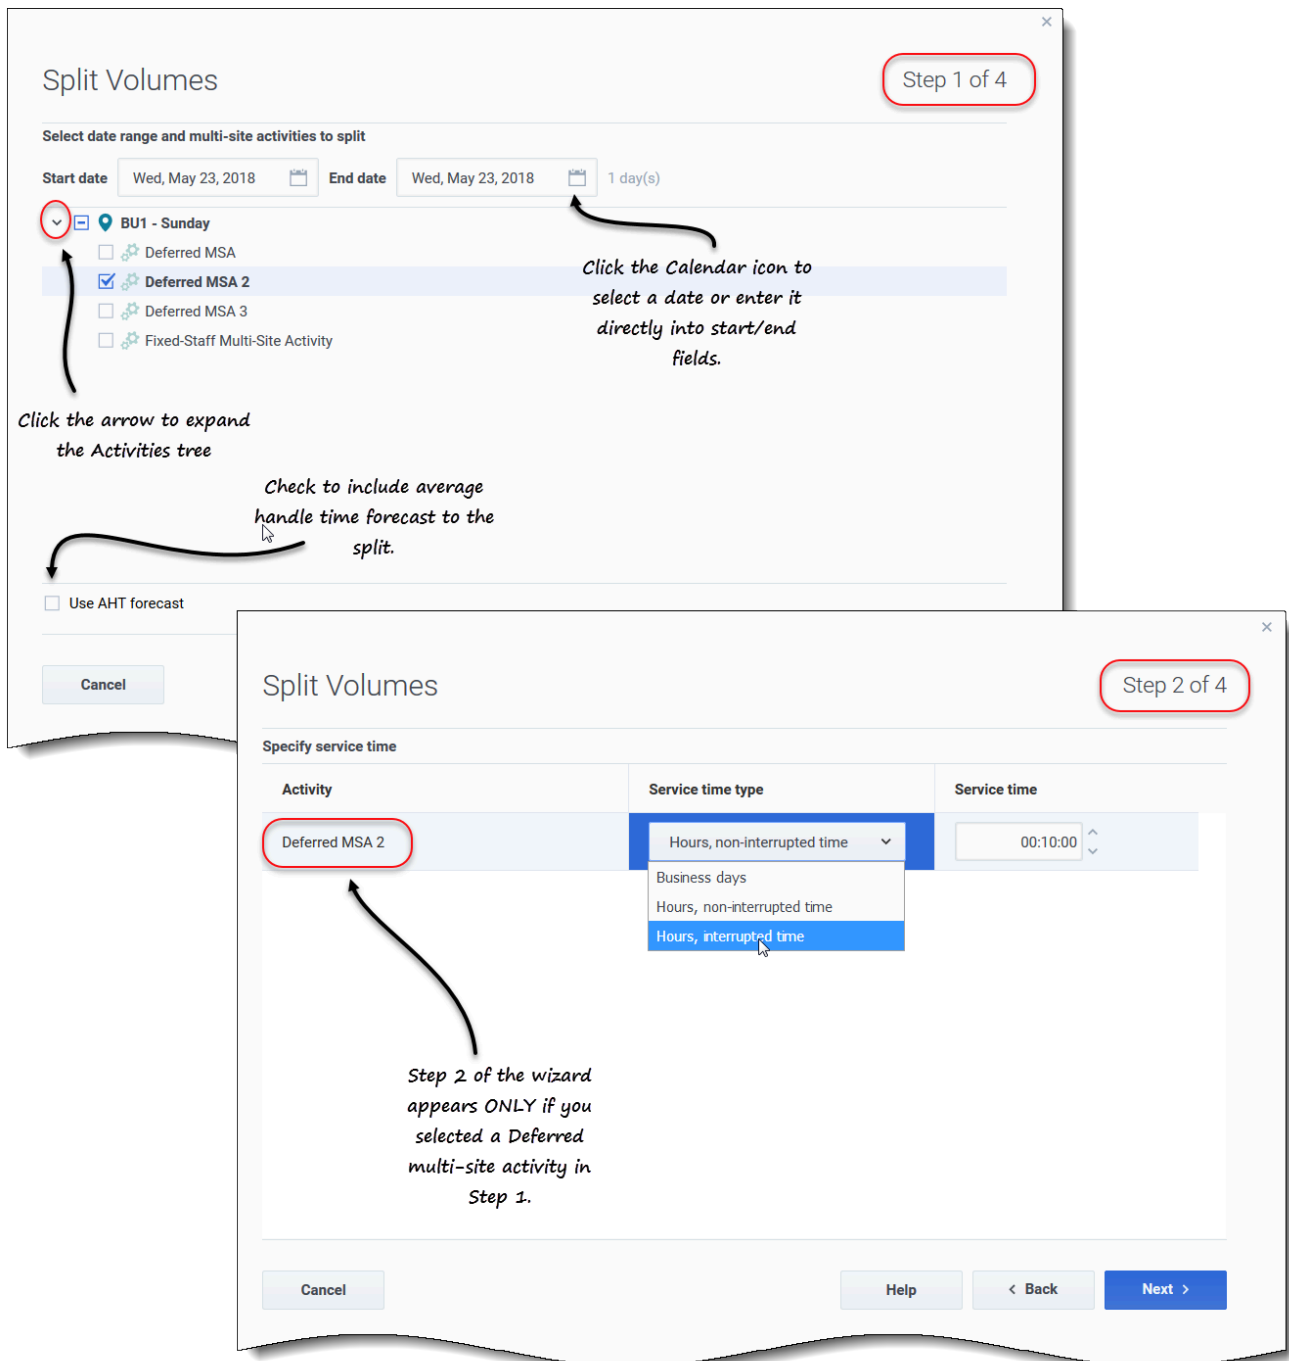 Split Volumes
Step 1 of 4
Select date range and multi-site activities to split
Start date Wed, May 23, 2018 End date Wed, May 23, 2018 1 day(s)
BU1 - Sunday
Deferred MSA
Deferred MSA 2
Deferred MSA 3
Fixed-Staff Multi-Site Activity
Click the Calendar icon to
select a date or enter it
directly into start/end
fields.
Click the arrow to expand
the Activities tree
Check to include average
handle time forecast to the
split.
Use AHT forecast
Cancel
Split Volumes
Step 2 of 4
Specify service time
Activity Service time type Service time
Deferred MSA 2 Hours, non-interrupted time 00:10:00
Business days
Hours, non-interrupted time
Hours, interrupted time
Step 2 of the wizard
appears ONLY if you
selected a Deferred
multi-site activity in
Step 1.
Cancel Help < Back Next >